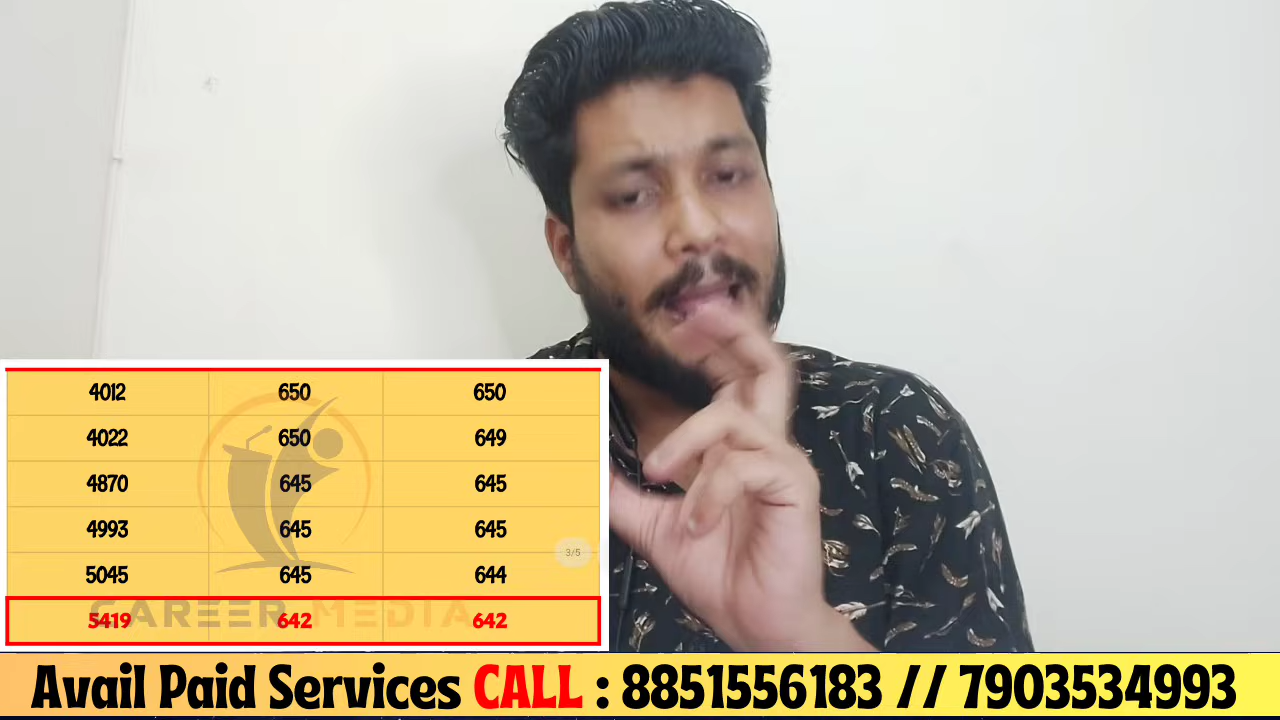 4012 650 650
4022 650 649
4870 645 645
4993 645 645
3/5
5045 645 644
CAREER MEDIA
5419 642 642
Avail Paid Services CALL : 8851556183 // 7903534993